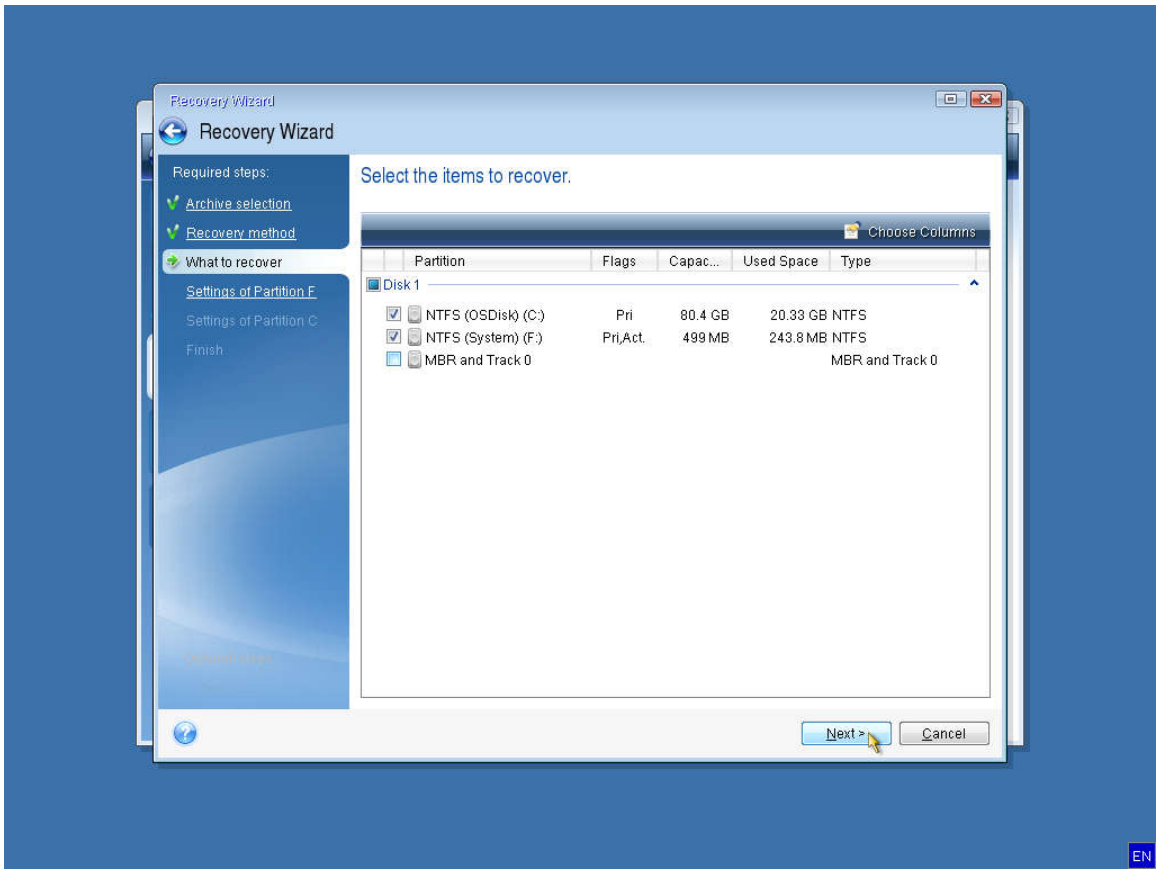 Recovery Wizard
Recovery Wizard
Required steps:
Archive selection
Recovery method
What to recover
Settings of Partition F
Settings of Partition C
Finish
Select the items to recover.
Choose Columns
Partition Flags Capac... Used Space Type
Disk 1
NTFS (OSDisk) (C:) Pri 80.4 GB 20.33 GB NTFS
NTFS (System) (F:) Pri,Act. 499 MB 243.8 MB NTFS
MBR and Track 0 MBR and Track 0
Next > Cancel
EN